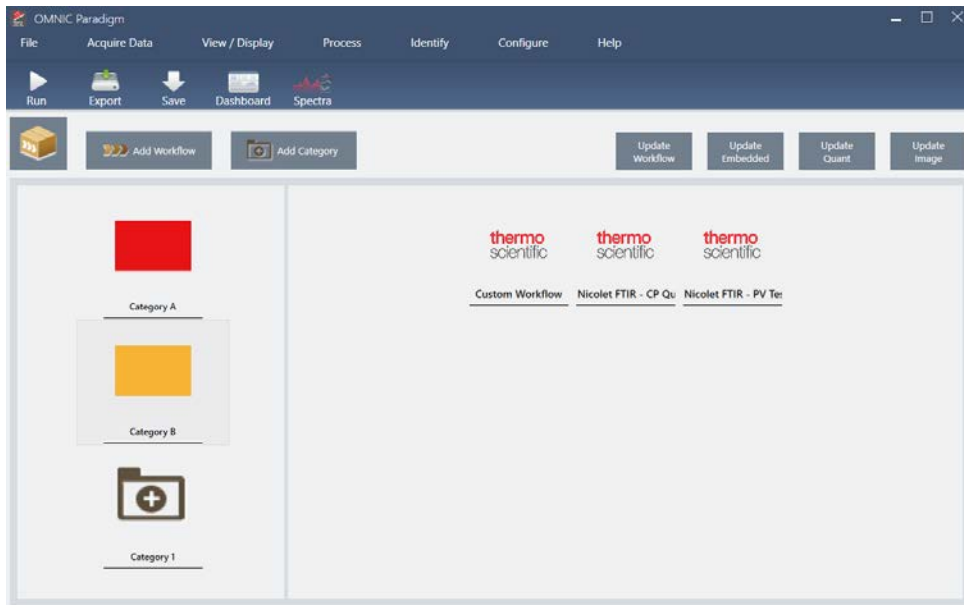 OMNIC Paradigm
File Acquire Data View / Display Process Identify Configure Help
Run Export Save Dashboard Spectra
Add Workflow Add Category
Update Workflow
Update Embedded
Update Quant
Update Image
Category A
Category B
Category 1
thermo scientific
thermo scientific
thermo scientific
Custom Workflow Nicolet FTIR - CP Qu Nicolet FTIR - PV Te